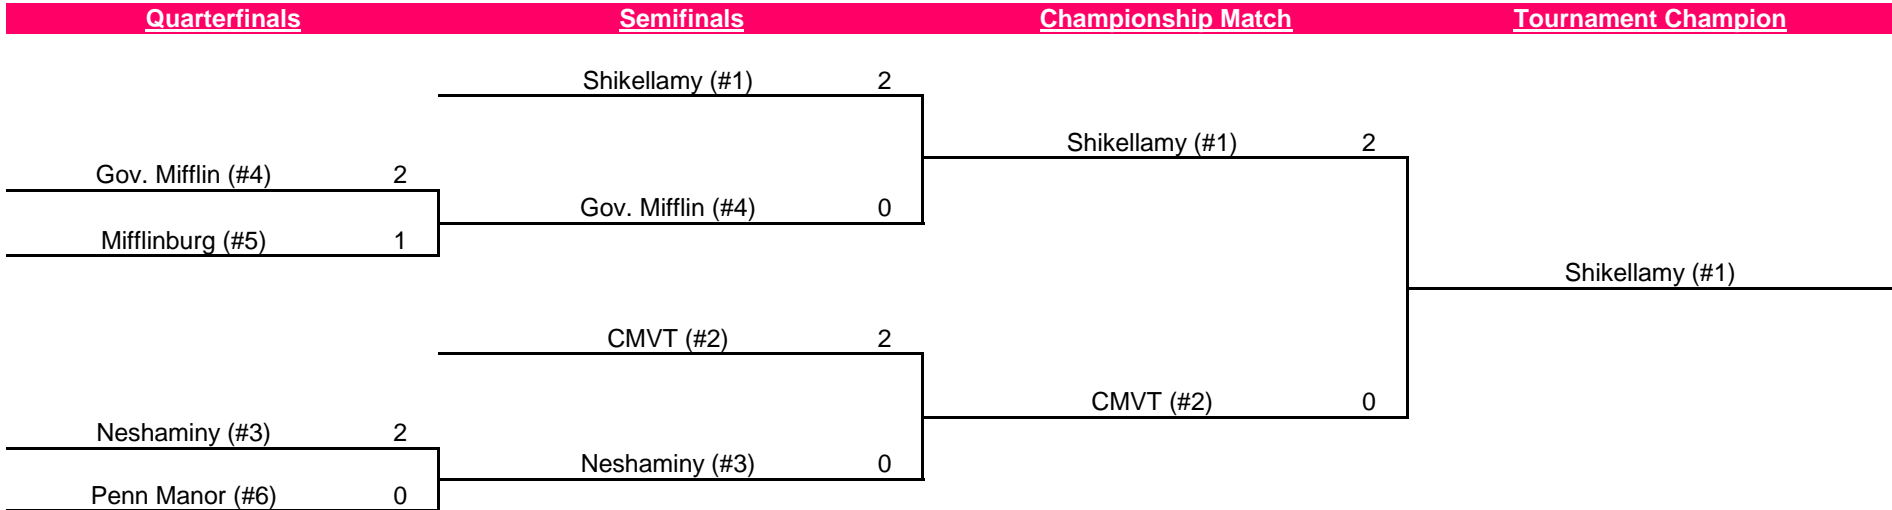 Quarterfinals Semifinals Championship Match Tournament Champion
Shikellamy (#1) 2
Shikellamy (#1) 2
Gov. Mifflin (#4) 2
Gov. Mifflin (#4) 0
Mifflinburg (#5) 1
Shikellamy (#1)
CMVT (#2) 2
CMVT (#2) 0
Neshaminy (#3) 2
Neshaminy (#3) 0
Penn Manor (#6) 0